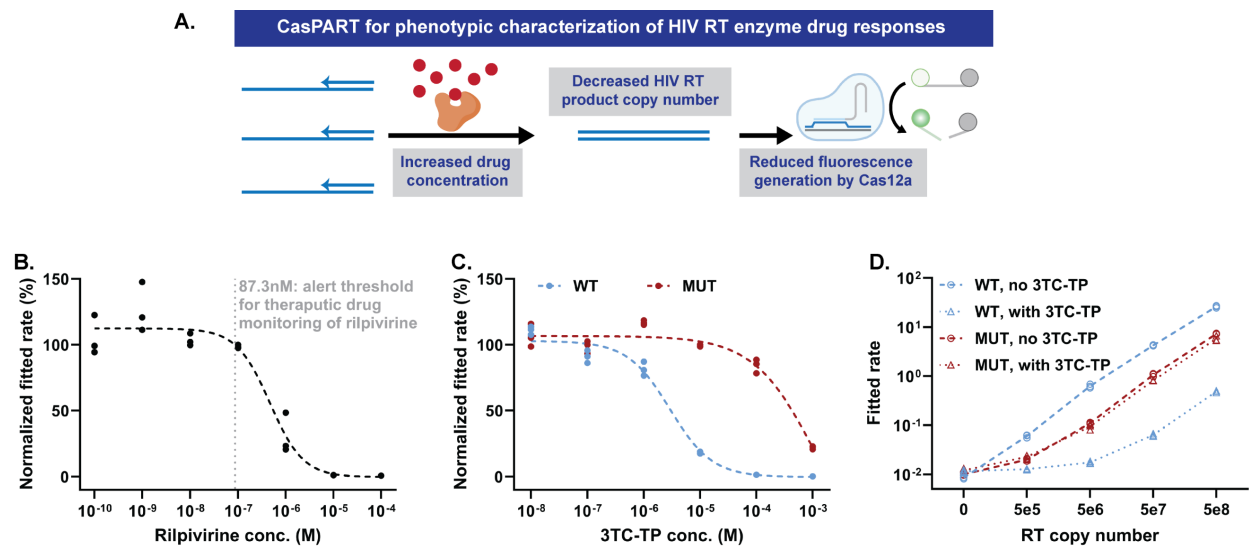 A.
CasPART for phenotypic characterization of HIV RT enzyme drug responses
Decreased HIV RT
product copy number
Increased drug
concentration
Reduced fluorescence
generation by Cas12a
B.
Normalized fitted rate (%)
150
100
50
0
87.3nM: alert threshold
for theraputic drug
monitoring of rilpivirine
10⁻¹⁰ 10⁻⁹ 10⁻⁸ 10⁻⁷ 10⁻⁶ 10⁻⁵ 10⁻⁴
Rilpivirine conc. (M)
C.
WT MUT
Normalized fitted rate (%)
150
100
50
0
10⁻⁸ 10⁻⁷ 10⁻⁶ 10⁻⁵ 10⁻⁴ 10⁻³
3TC-TP conc. (M)
D.
Fitted rate
10²
10¹
10⁰
10⁻¹
10⁻²
WT, no 3TC-TP
WT, with 3TC-TP
MUT, no 3TC-TP
MUT, with 3TC-TP
0 5e5 5e6 5e7 5e8
RT copy number